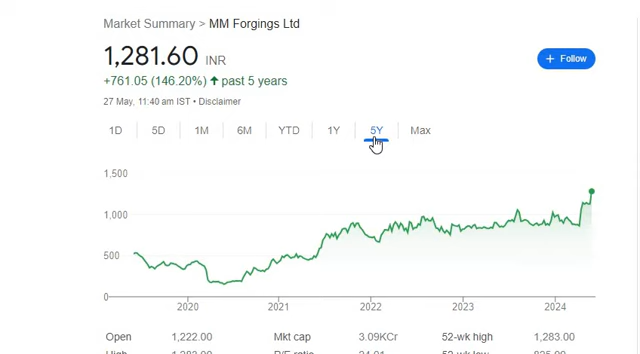 Market Summary > MM Forgings Ltd
1,281.60 INR
+ Follow
+761.05 (146.20%) ↑ past 5 years
27 May, 11:40 am IST • Disclaimer
1D 5D 1M 6M YTD 1Y 5Y Max
1,500
1,000
500
0
2020 2021 2022 2023 2024
Open 1,222.00 Mkt cap 3.09KCr 52-wk high 1,283.00